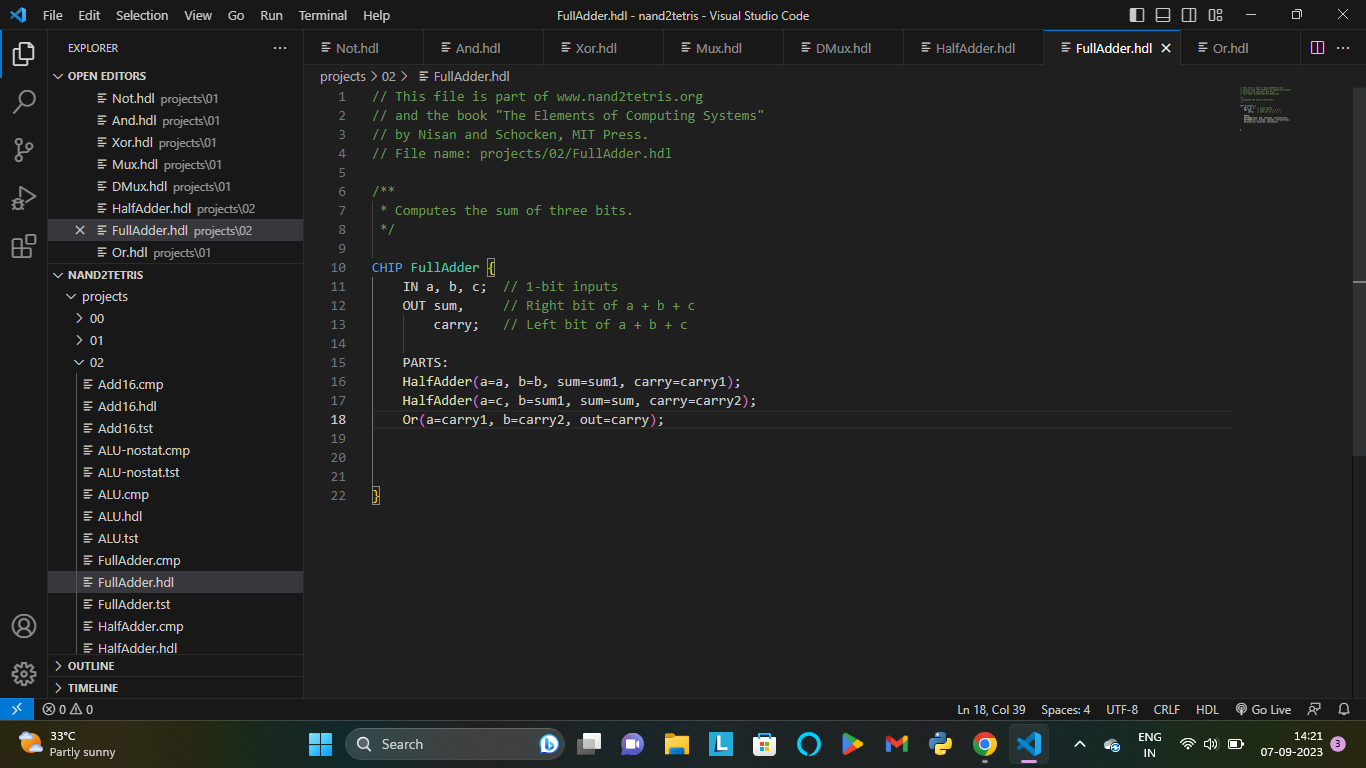 File Edit Selection View Go Run Terminal Help
FullAdder.hdl - nand2tetris - Visual Studio Code
EXPLORER
OPEN EDITORS
Not.hdl projects\01
And.hdl projects\01
Xor.hdl projects\01
Mux.hdl projects\01
DMux.hdl projects\01
HalfAdder.hdl projects\02
FullAdder.hdl projects\02
Or.hdl projects\01
NAND2TETRIS
projects
00
01
02
Add16.cmp
Add16.hdl
Add16.tst
ALU-nostat.cmp
ALU-nostat.tst
ALU.cmp
ALU.hdl
ALU.tst
FullAdder.cmp
FullAdder.hdl
FullAdder.tst
HalfAdder.cmp
HalfAdder.hdl
OUTLINE
TIMELINE
Not.hdl And.hdl Xor.hdl Mux.hdl DMux.hdl HalfAdder.hdl FullAdder.hdl Or.hdl
projects > 02 > FullAdder.hdl
1 // This file is part of www.nand2tetris.org
2 // and the book "The Elements of Computing Systems"
3 // by Nisan and Schocken, MIT Press.
4 // File name: projects/02/FullAdder.hdl
5
6 /**
7 * Computes the sum of three bits.
8 */
9
10 CHIP FullAdder {
11 IN a, b, c; // 1-bit inputs
12 OUT sum, // Right bit of a + b + c
13 carry; // Left bit of a + b + c
14
15 PARTS:
16 HalfAdder(a=a, b=b, sum=sum1, carry=carry1);
17 HalfAdder(a=c, b=sum1, sum=sum, carry=carry2);
18 Or(a=carry1, b=carry2, out=carry);
19
20
21
22 }
0 0 Ln 18, Col 39 Spaces: 4 UTF-8 CRLF HDL Go Live
33°C
Partly sunny
Search
L
ENG
IN
14:21
07-09-2023
3